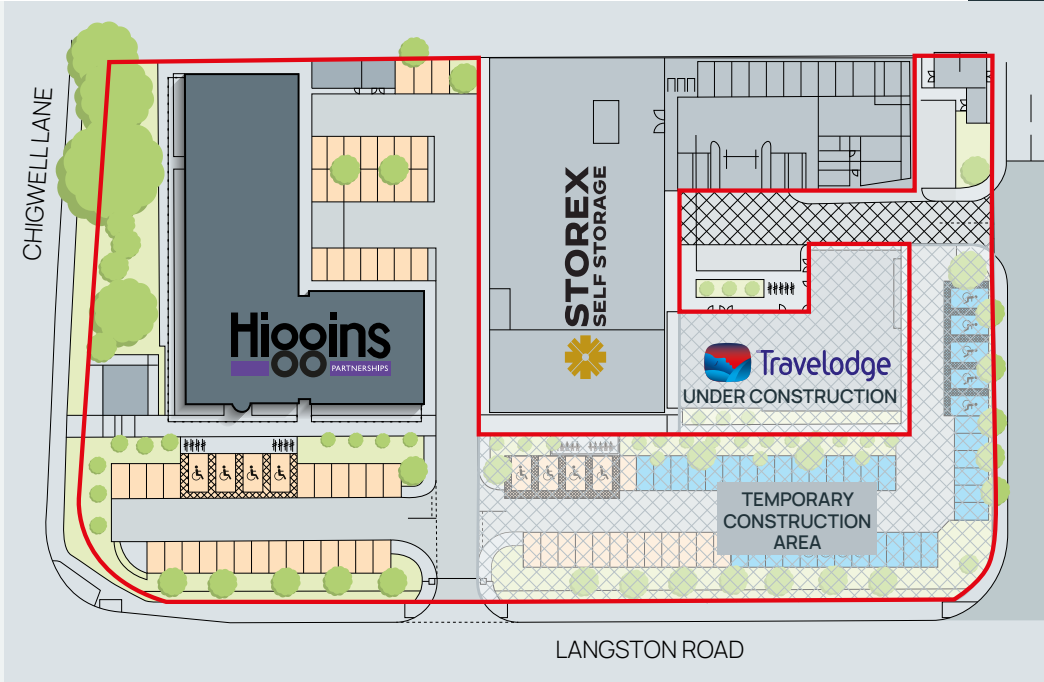 CHIGWELL LANE
Higgins
PARTNERSHIPS
STOREX
SELF STORAGE
Travelodge
UNDER CONSTRUCTION
TEMPORARY
CONSTRUCTION
AREA
LANGSTON ROAD